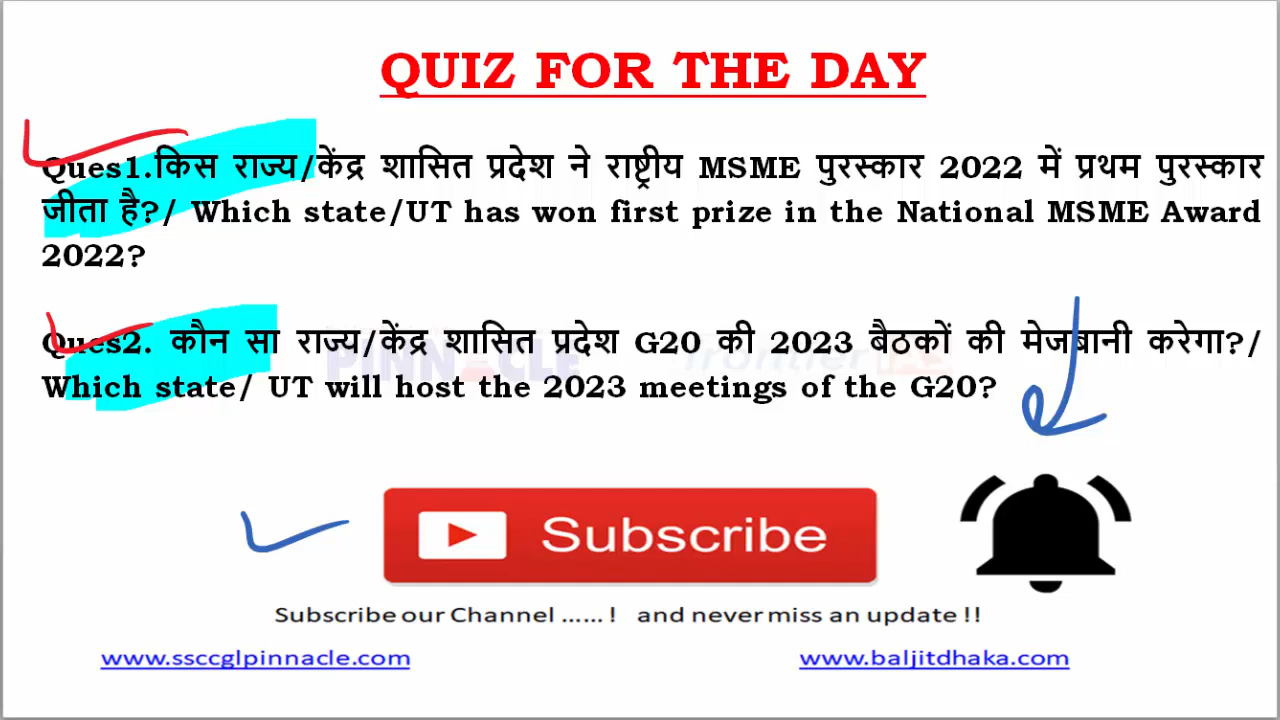 QUIZ FOR THE DAY
Ques1.किस राज्य/केंद्र शासित प्रदेश ने राष्ट्रीय MSME पुरस्कार 2022 में प्रथम पुरस्कार
जीता है?/ Which state/UT has won first prize in the National MSME Award
2022?
Ques2. कौन सा राज्य/केंद्र शासित प्रदेश G20 की 2023 बैठकों की मेजबानी करेगा?/
PINNACLE frontier
Which state/ UT will host the 2023 meetings of the G20?
Subscribe
Subscribe our Channel ...... ! and never miss an update !!
www.ssccglpinnacle.com www.baljitdhaka.com